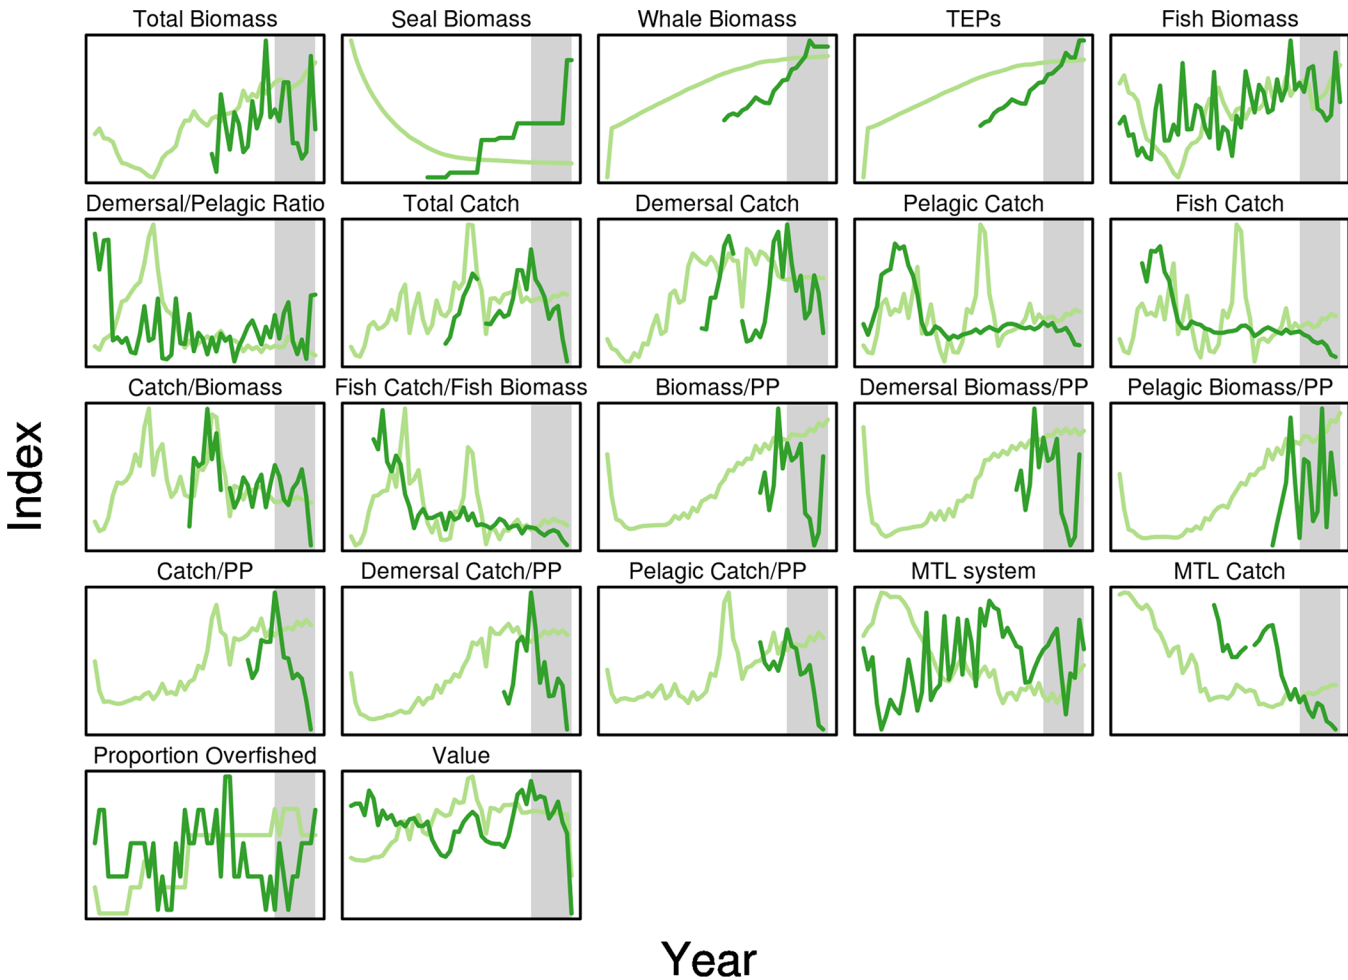 Total Biomass
Seal Biomass
Whale Biomass
TEPs
Fish Biomass
Demersal/Pelagic Ratio
Total Catch
Demersal Catch
Pelagic Catch
Fish Catch
Catch/Biomass
Fish Catch/Fish Biomass
Biomass/PP
Demersal Biomass/PP
Pelagic Biomass/PP
Index
Catch/PP
Demersal Catch/PP
Pelagic Catch/PP
MTL system
MTL Catch
Proportion Overfished
Value
Year